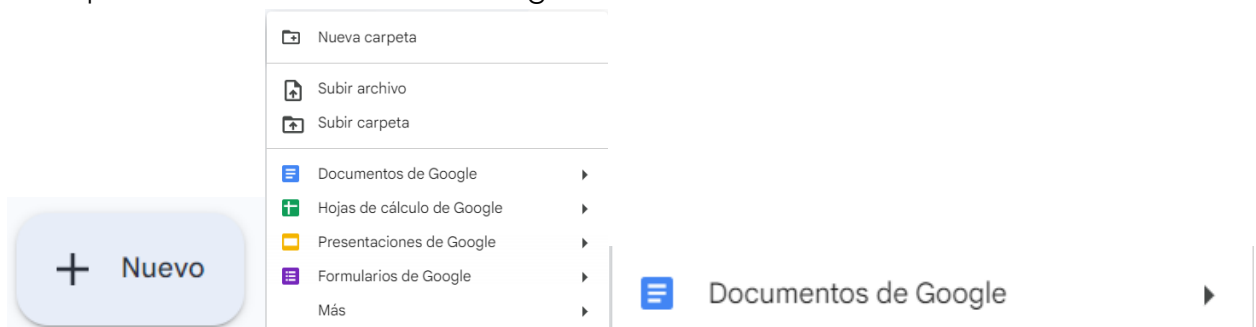 Nueva carpeta
Subir archivo
Subir carpeta
Documentos de Google
Hojas de cálculo de Google
Presentaciones de Google
Formularios de Google
Más
Nuevo
Documentos de Google